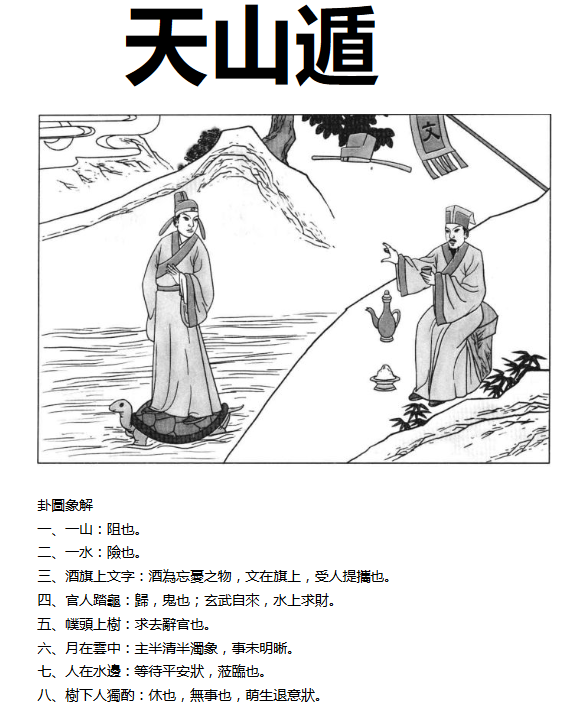 天山遁
文
卦圖象解
一、一山：阻也。
二、一水：險也。
三、酒旗上文字：酒為忘憂之物，文在旗上，受人提攜也。
四、官人踏龜：歸，鬼也；玄武自來，水上求財。
五、幞頭上樹：求去辭官也。
六、月在雲中：主半清半濁象，事未明晰。
七、人在水邊：等待平安狀，蒞臨也。
八、樹下人獨酌：休也，無事也，萌生退意狀。